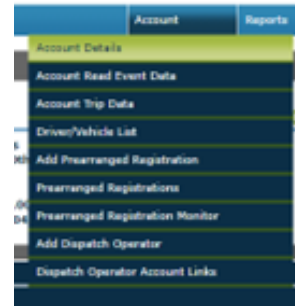 Account Reports
Account Details
Account Read Event Data
Account Trip Data
Driver/Vehicle List
Add Prearranged Registration
Prearranged Registrations
Prearranged Registration Monitor
Add Dispatch Operator
Dispatch Operator Account Links